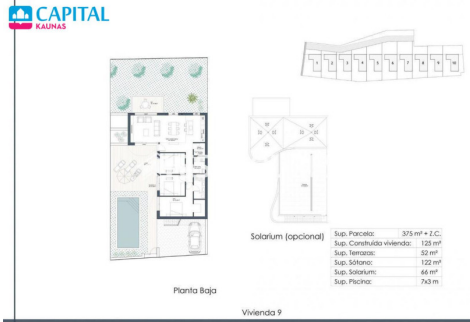 CAPITAL
KAUNAS
1 2 3 4 5 6 7 8 9 10
Solarium (opcional)
Sup. Parcela: 375 m² + Z.C.
Sup. Construida vivienda: 125 m²
Sup. Terrazas: 52 m²
Sup. Sótano: 122 m²
Sup. Solarium: 66 m²
Sup. Piscina: 7x3 m
Planta Baja
Vivienda 9